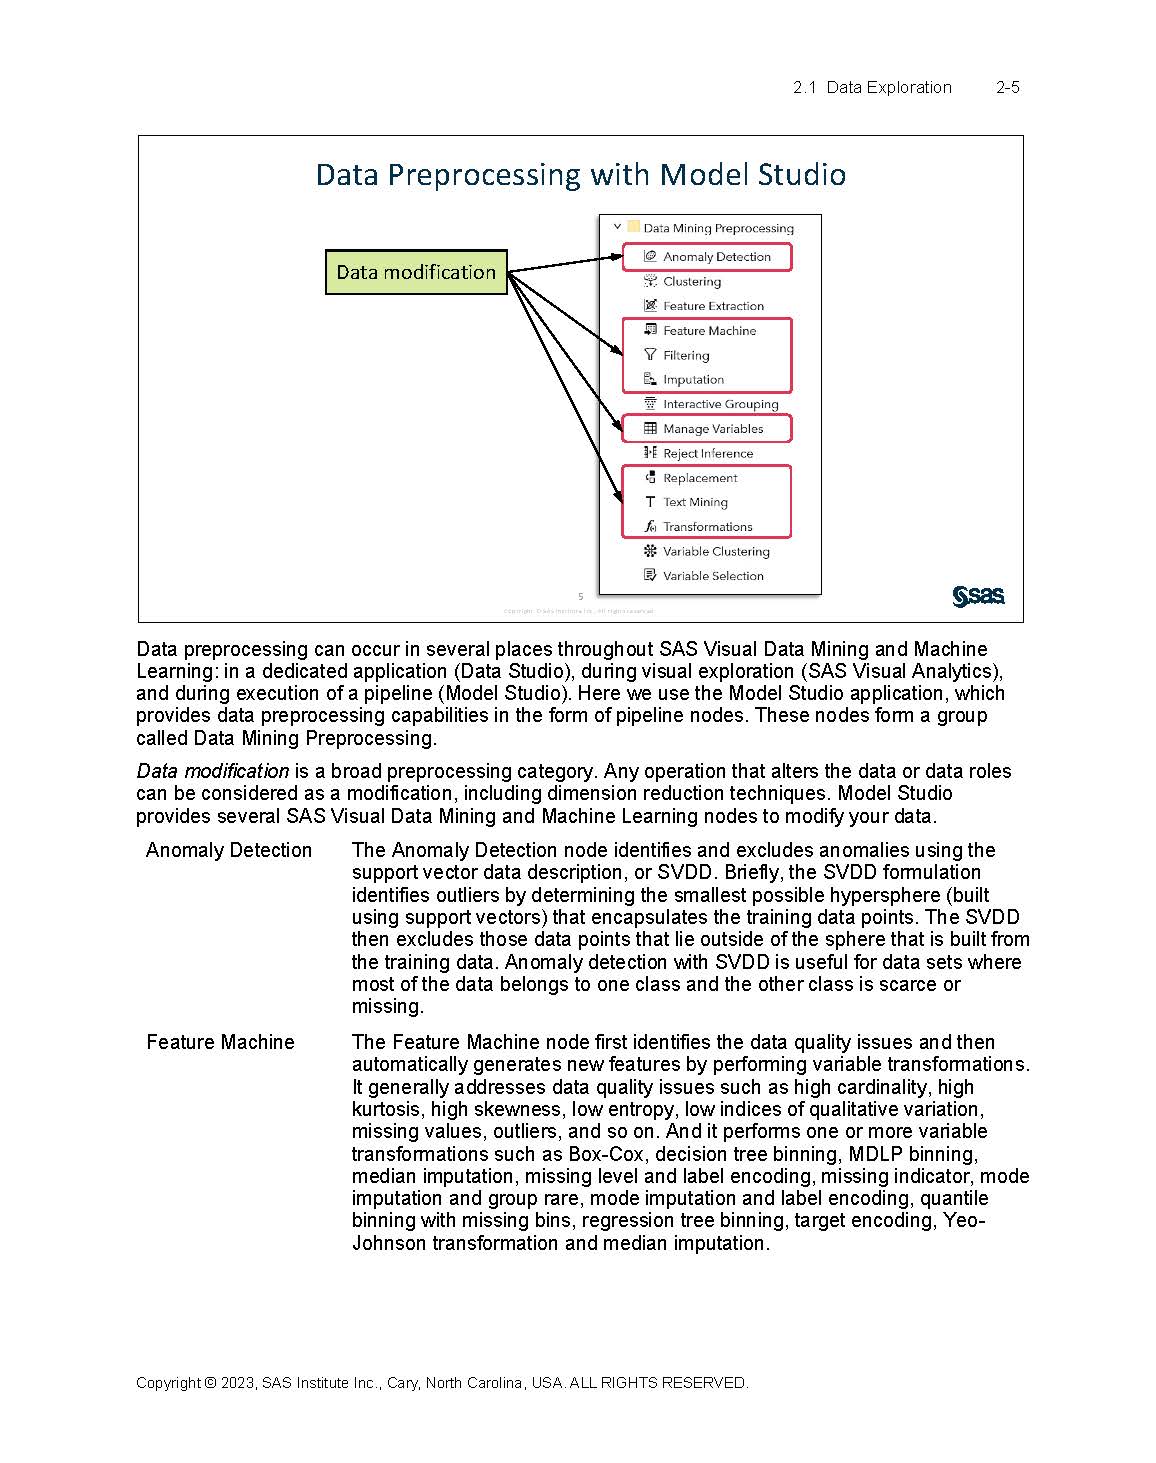 2.1 Data Exploration 2-5
Data Preprocessing with Model Studio
Data modification
Data Mining Preprocessing
Anomaly Detection
Clustering
Feature Extraction
Feature Machine
Filtering
Imputation
Interactive Grouping
Manage Variables
Reject Inference
Replacement
Text Mining
Transformations
Variable Clustering
Variable Selection
5
Copyright © SAS Institute Inc. All rights reserved.
sas
Data preprocessing can occur in several places throughout SAS Visual Data Mining and Machine
Learning: in a dedicated application (Data Studio), during visual exploration (SAS Visual Analytics),
and during execution of a pipeline (Model Studio). Here we use the Model Studio application, which
provides data preprocessing capabilities in the form of pipeline nodes. These nodes form a group
called Data Mining Preprocessing.
Data modification is a broad preprocessing category. Any operation that alters the data or data roles
can be considered as a modification, including dimension reduction techniques. Model Studio
provides several SAS Visual Data Mining and Machine Learning nodes to modify your data.
Anomaly Detection The Anomaly Detection node identifies and excludes anomalies using the
support vector data description, or SVDD. Briefly, the SVDD formulation
identifies outliers by determining the smallest possible hypersphere (built
using support vectors) that encapsulates the training data points. The SVDD
then excludes those data points that lie outside of the sphere that is built from
the training data. Anomaly detection with SVDD is useful for data sets where
most of the data belongs to one class and the other class is scarce or
missing.
Feature Machine The Feature Machine node first identifies the data quality issues and then
automatically generates new features by performing variable transformations.
It generally addresses data quality issues such as high cardinality, high
kurtosis, high skewness, low entropy, low indices of qualitative variation,
missing values, outliers, and so on. And it performs one or more variable
transformations such as Box-Cox, decision tree binning, MDLP binning,
median imputation, missing level and label encoding, missing indicator, mode
imputation and group rare, mode imputation and label encoding, quantile
binning with missing bins, regression tree binning, target encoding, Yeo-
Johnson transformation and median imputation.
Copyright © 2023, SAS Institute Inc., Cary, North Carolina, USA. ALL RIGHTS RESERVED.